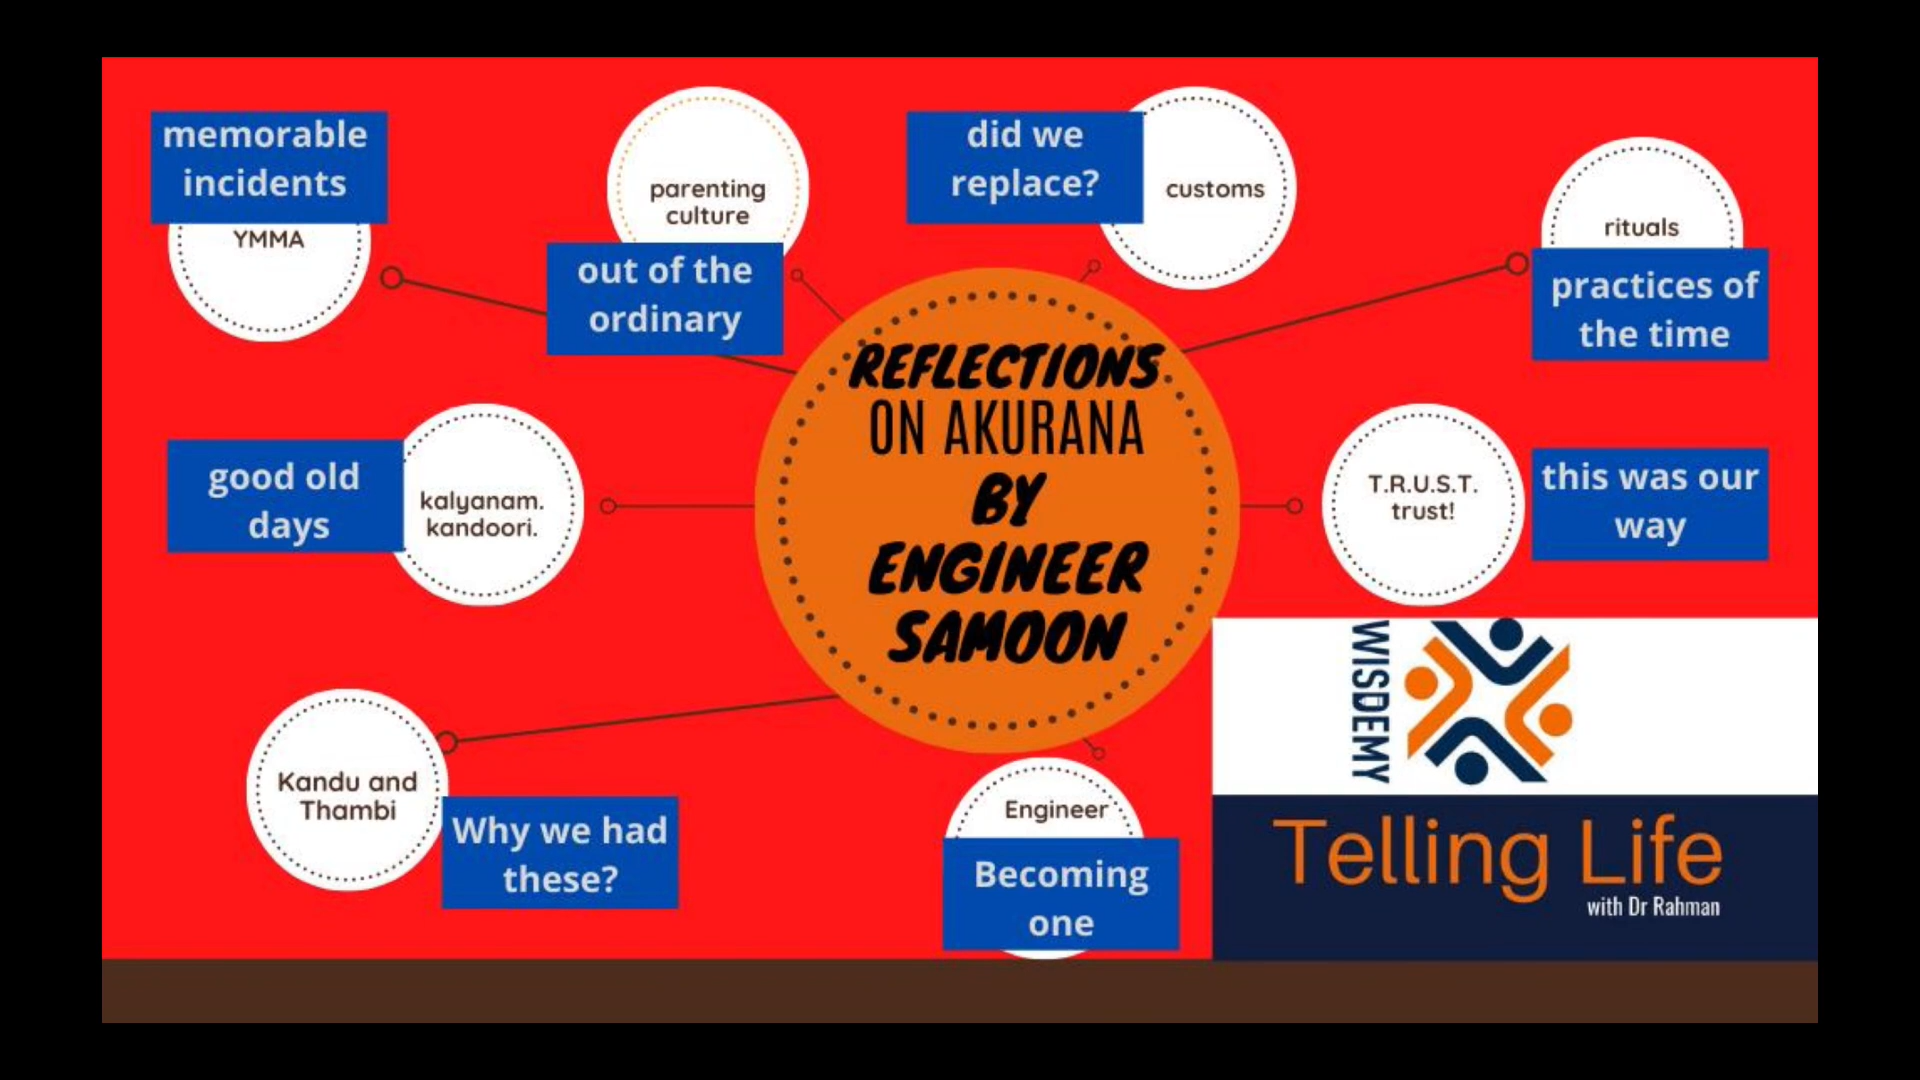 memorable
incidents
YMMA
parenting
culture
out of the
ordinary
did we
replace?
customs
rituals
practices of
the time
REFLECTIONS
ON AKURANA
BY
ENGINEER
SAMOON
good old
days
kalyanam.
kandoori.
T.R.U.S.T.
trust!
this was our
way
Kandu and
Thambi
Why we had
these?
Engineer
Becoming
one
WISDEMY
Telling Life
with Dr Rahman